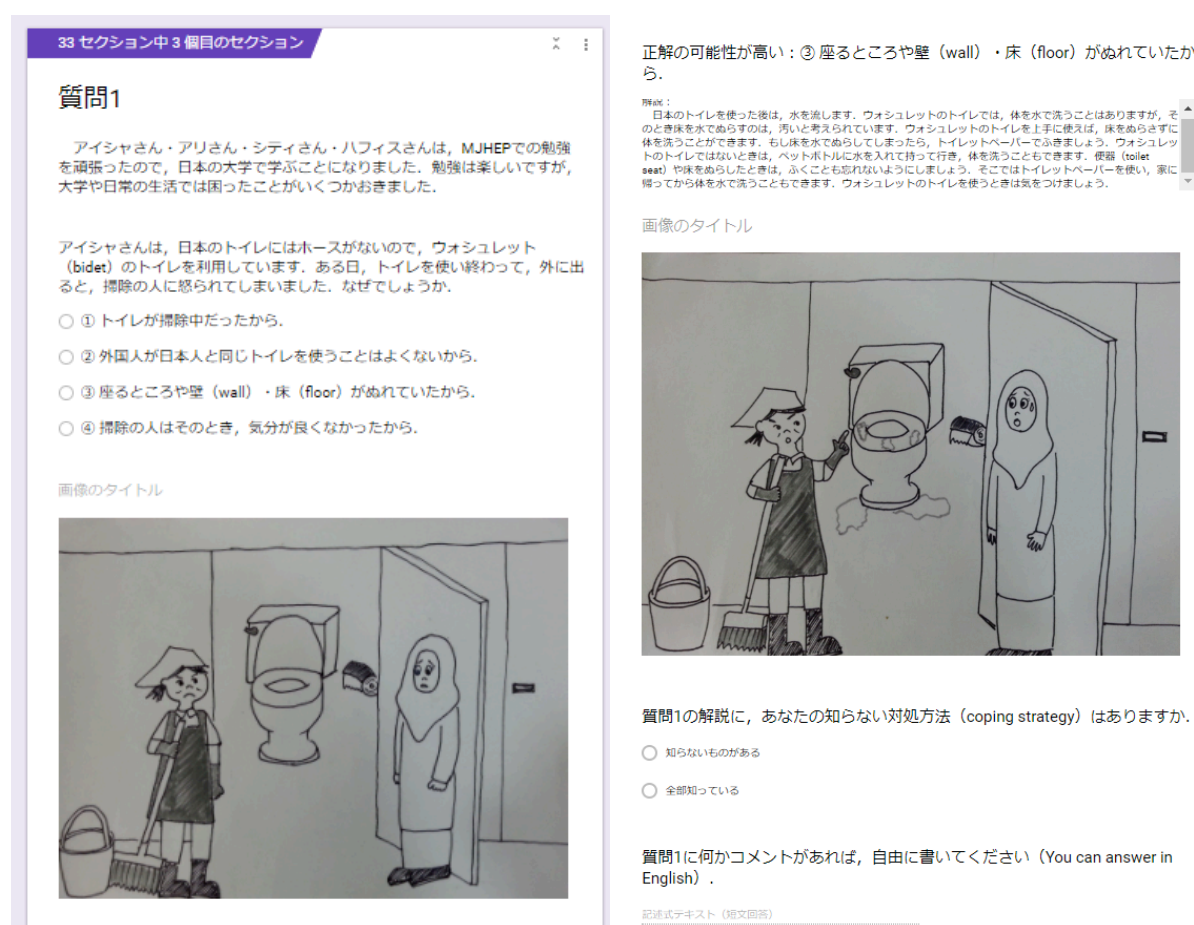 33 セクション中 3 個目のセクション
質問1
アイシャさん・アリさん・シティさん・ハフィスさんは，MJHEPでの勉強
を頑張ったので，日本の大学で学ぶことになりました．勉強は楽しいですが，
大学や日常の生活では困ったことがいくつかおきました．
アイシャさんは，日本のトイレにはホースがないので，ウォシュレット
（bidet）のトイレを利用しています．ある日，トイレを使い終わって，外に出
ると，掃除の人に怒られてしまいました．なぜでしょうか．
① トイレが掃除中だったから．
② 外国人が日本人と同じトイレを使うことはよくないから．
③ 座るところや壁（wall）・床（floor）がぬれていたから．
④ 掃除の人はそのとき，気分が良くなかったから．
画像のタイトル
正解の可能性が高い：③ 座るところや壁（wall）・床（floor）がぬれていたか
ら．
解説：
日本のトイレを使った後は，水を流します．ウォシュレットのトイレでは，体を水で洗うことはありますが，そ
のとき床を水でぬらすのは，汚いと考えられています．ウォシュレットのトイレを上手に使えば，床をぬらさずに
体を洗うことができます．もし床を水でぬらしてしまったら，トイレットペーパーでふきましょう．ウォシュレッ
トのトイレではないときは，ペットボトルに水を入れて持って行き，体を洗うこともできます．便器（toilet
seat）や床をぬらしたときは，ふくことも忘れないようにしましょう．そこではトイレットペーパーを使い，家に
帰ってから体を水で洗うこともできます．ウォシュレットのトイレを使うときは気をつけましょう．
画像のタイトル
質問1の解説に，あなたの知らない対処方法（coping strategy）はありますか．
知らないものがある
全部知っている
質問1に何かコメントがあれば，自由に書いてください（You can answer in
English）.
記述式テキスト（短文回答）